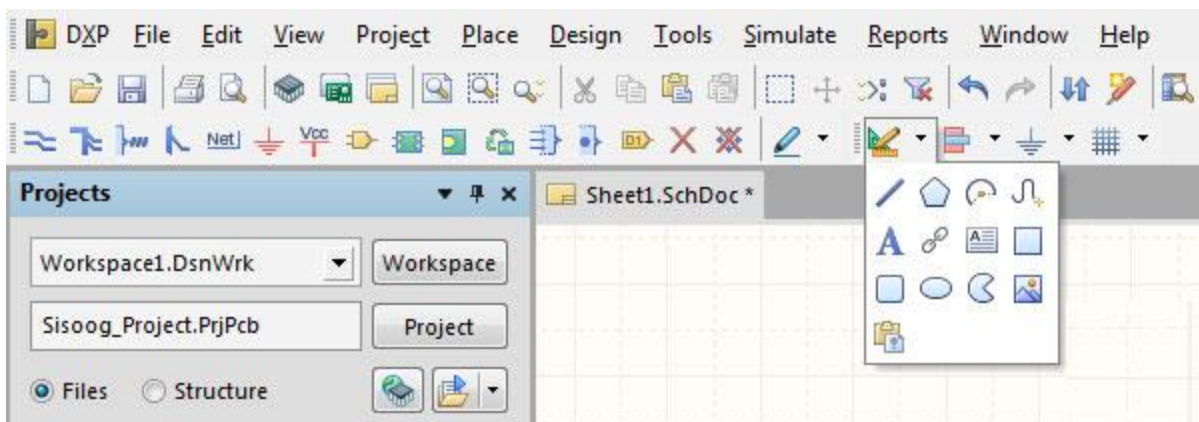 DXP File Edit View Project Place Design Tools Simulate Reports Window Help
Net Vcc D1
Projects
Sheet1.SchDoc *
A
A
Workspace1.DsnWrk
Workspace
Sisoog_Project.PrjPcb
Project
Files Structure